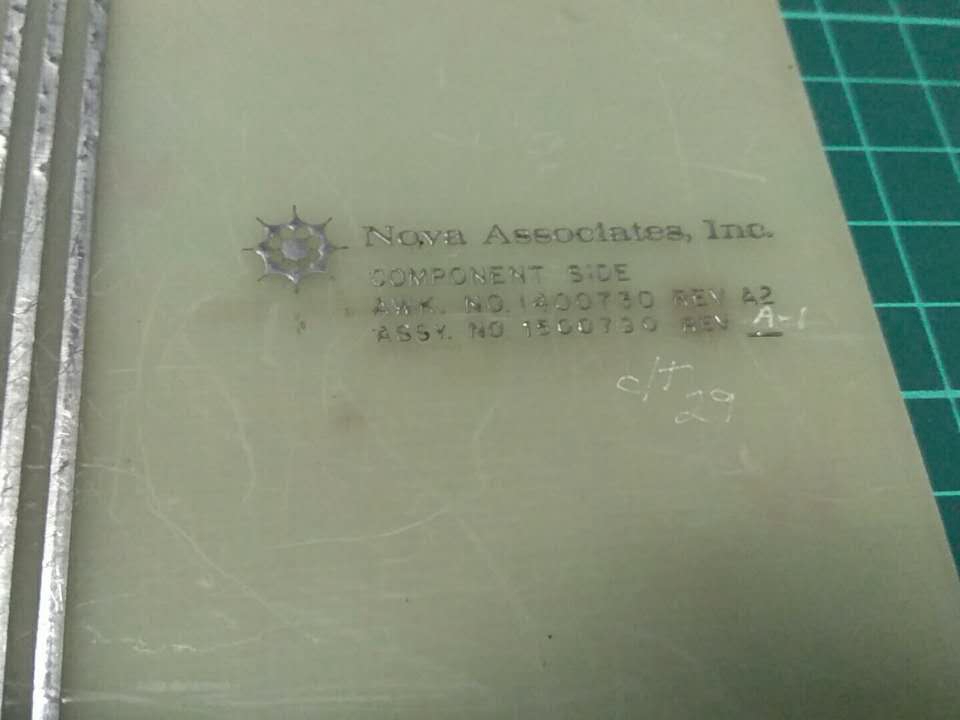 Nova Associates, Inc.
COMPONENT SIDE
AWK. NO. 1400730 REV A2
ASSY. NO 1500730 REV A-1
c/t
29